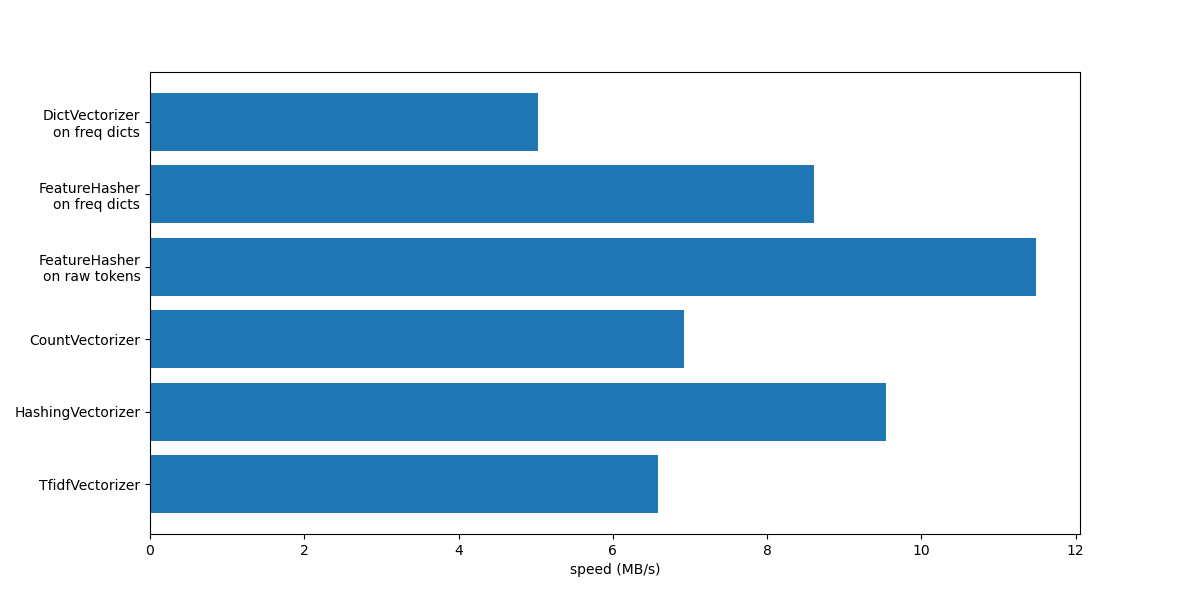 DictVectorizer
on freq dicts
FeatureHasher
on freq dicts
FeatureHasher
on raw tokens
CountVectorizer
HashingVectorizer
TfidfVectorizer
0 2 4 6 8 10 12
speed (MB/s)